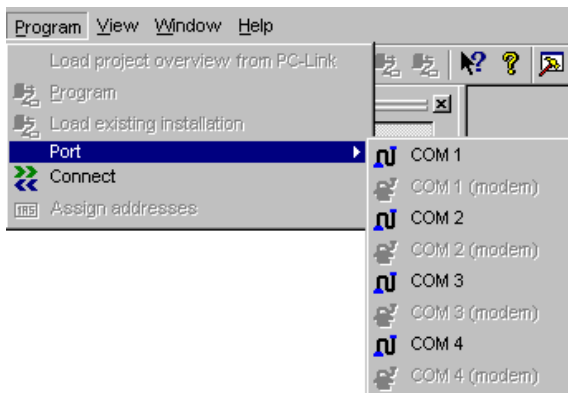 Program View Window Help
Load project overview from PC-Link
Program
Load existing installation
Port
Connect
Assign addresses
COM 1
COM 1 (modem)
COM 2
COM 2 (modem)
COM 3
COM 3 (modem)
COM 4
COM 4 (modem)